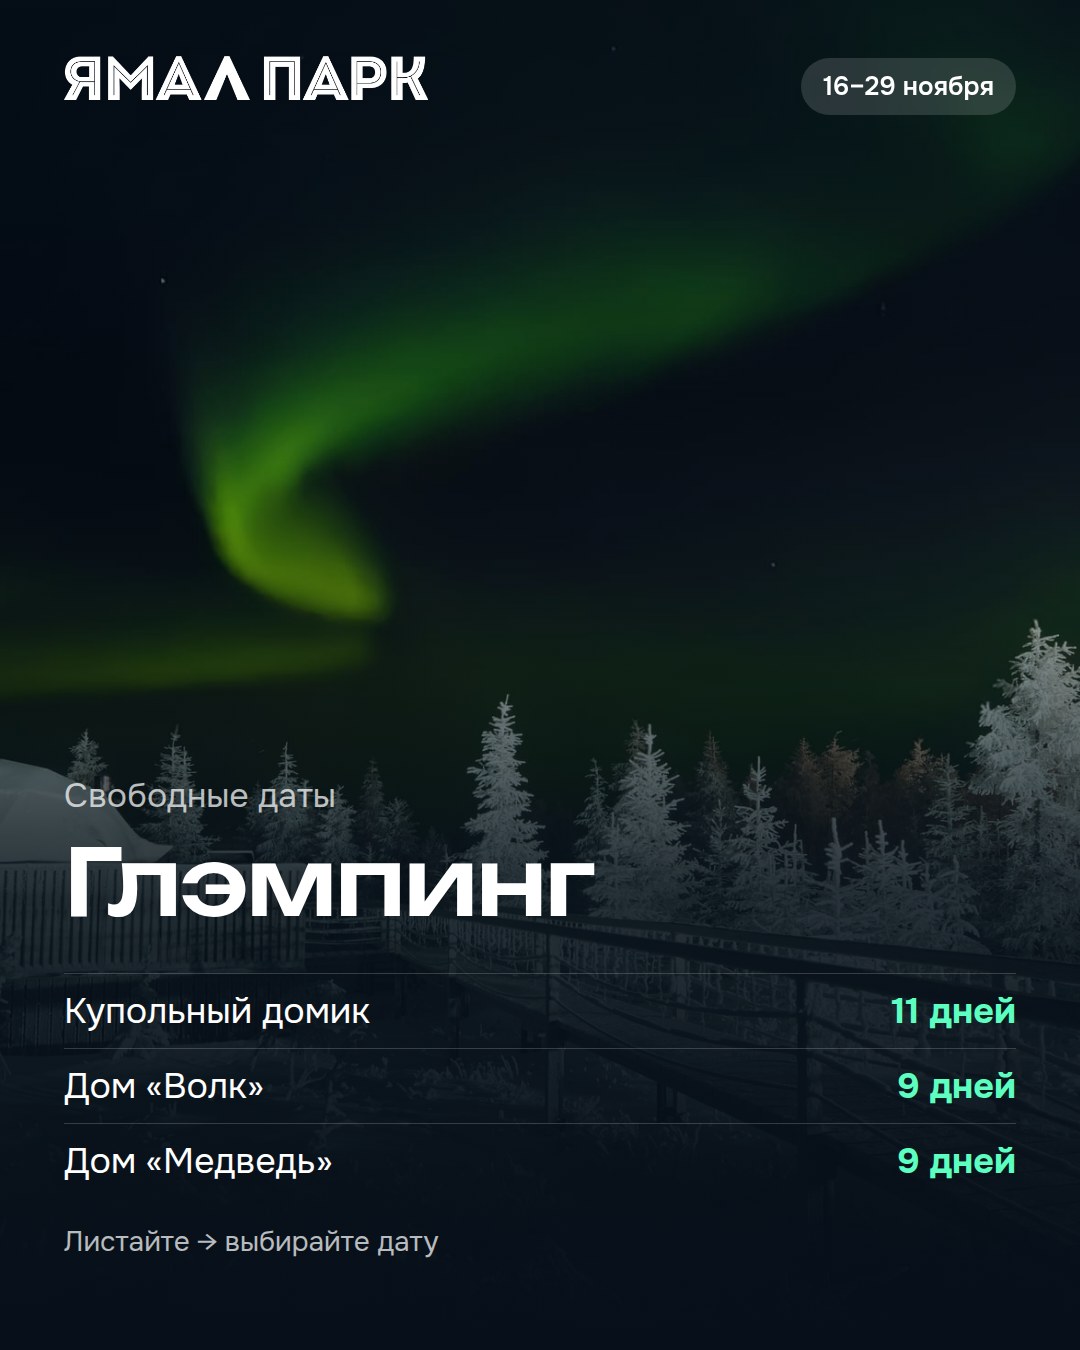 ЯМАЛ ПАРК
16–29 ноября
Свободные даты
Глэмпинг
Купольный домик
11 дней
Дом «Волк»
9 дней
Дом «Медведь»
9 дней
Листайте → выбирайте дату